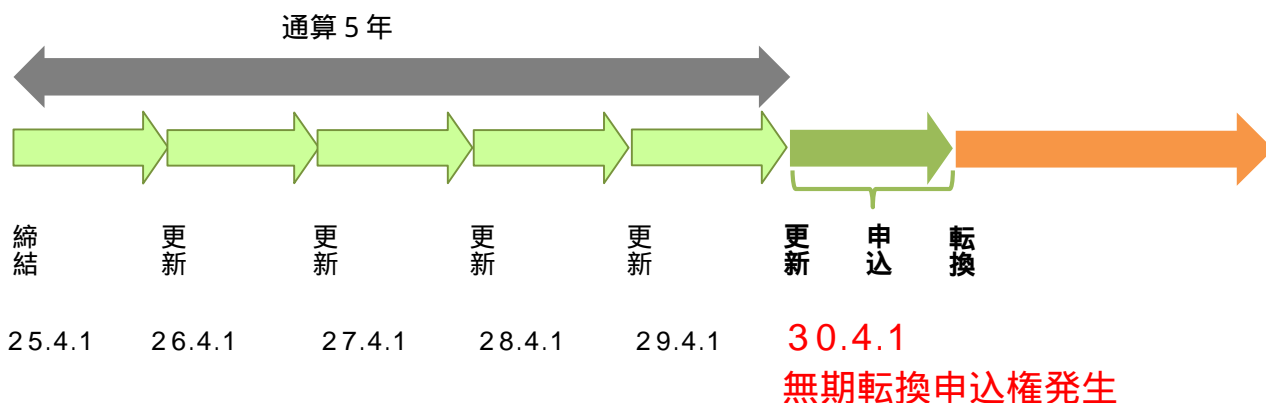 通算5年
締結
更新
更新
更新
更新
更新
申込
転換
25.4.1
26.4.1
27.4.1
28.4.1
29.4.1
30.4.1
無期転換申込権発生